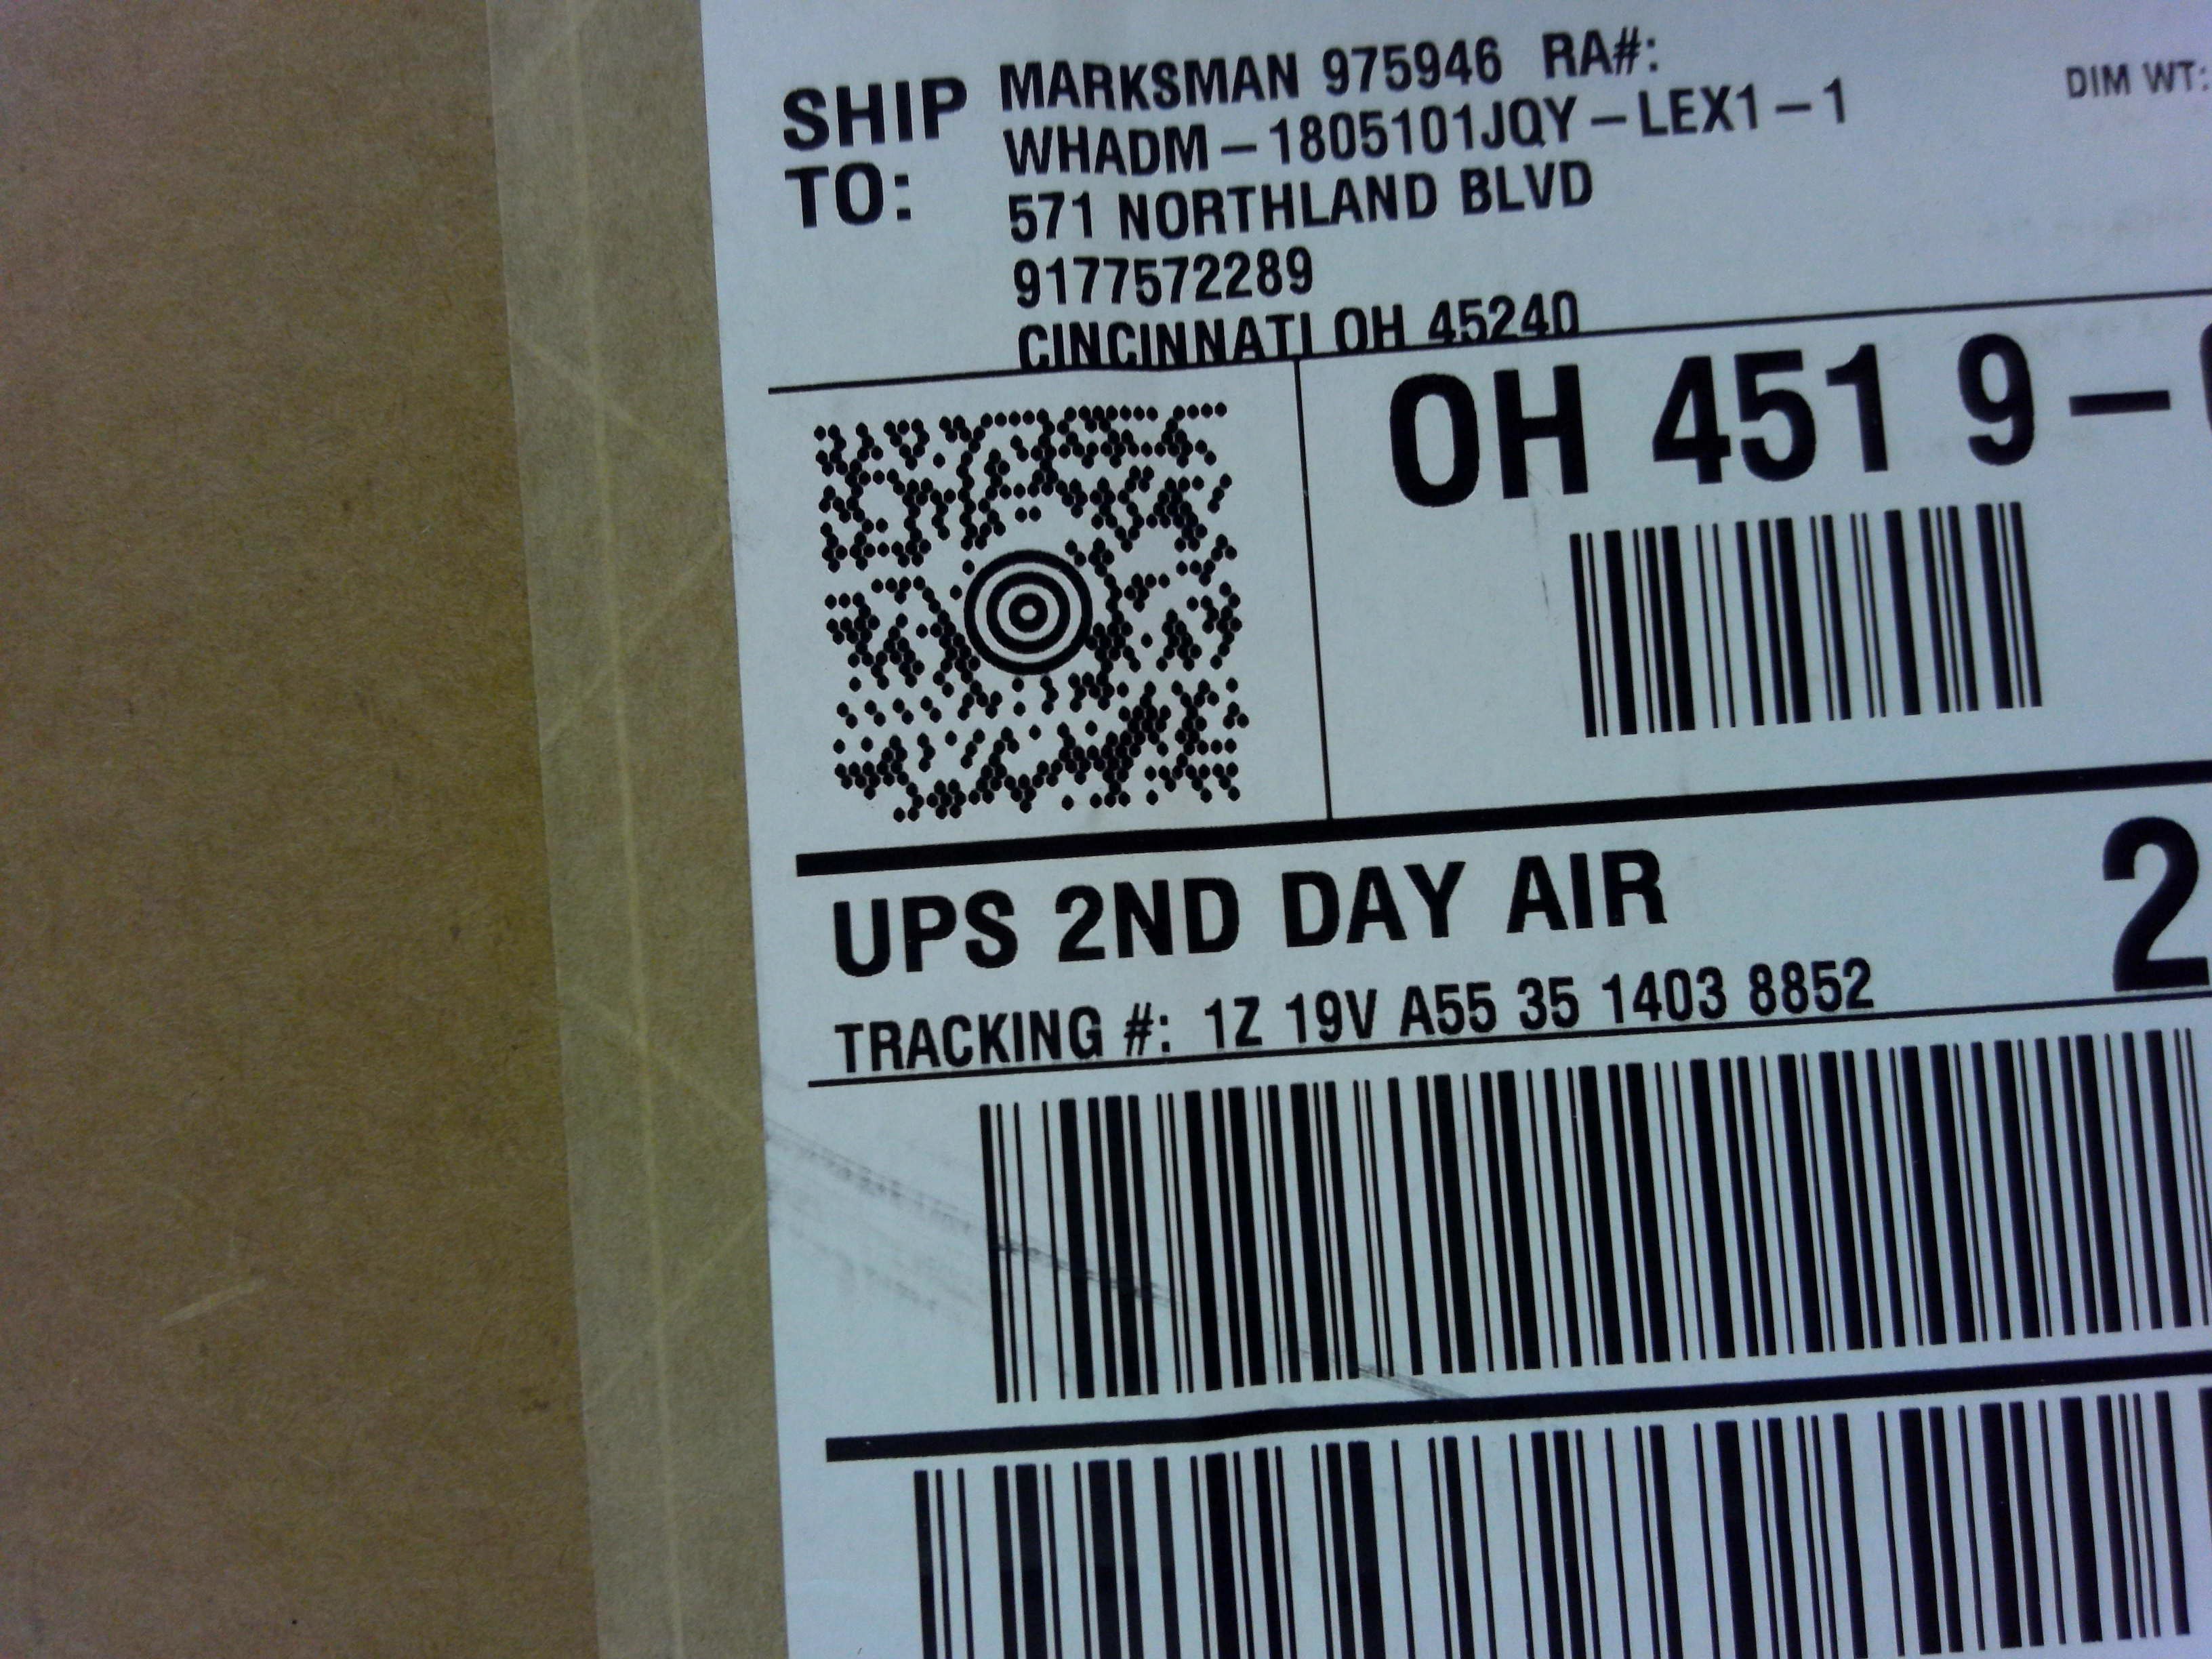 SHIP TO:
MARKSMAN 975946 RA#:
WHADM-1805101JQY-LEX1-1
571 NORTHLAND BLVD
9177572289
CINCINNATI OH 45240
DIM WT:
OH 451 9-
UPS 2ND DAY AIR
2
TRACKING #: 1Z 19V A55 35 1403 8852